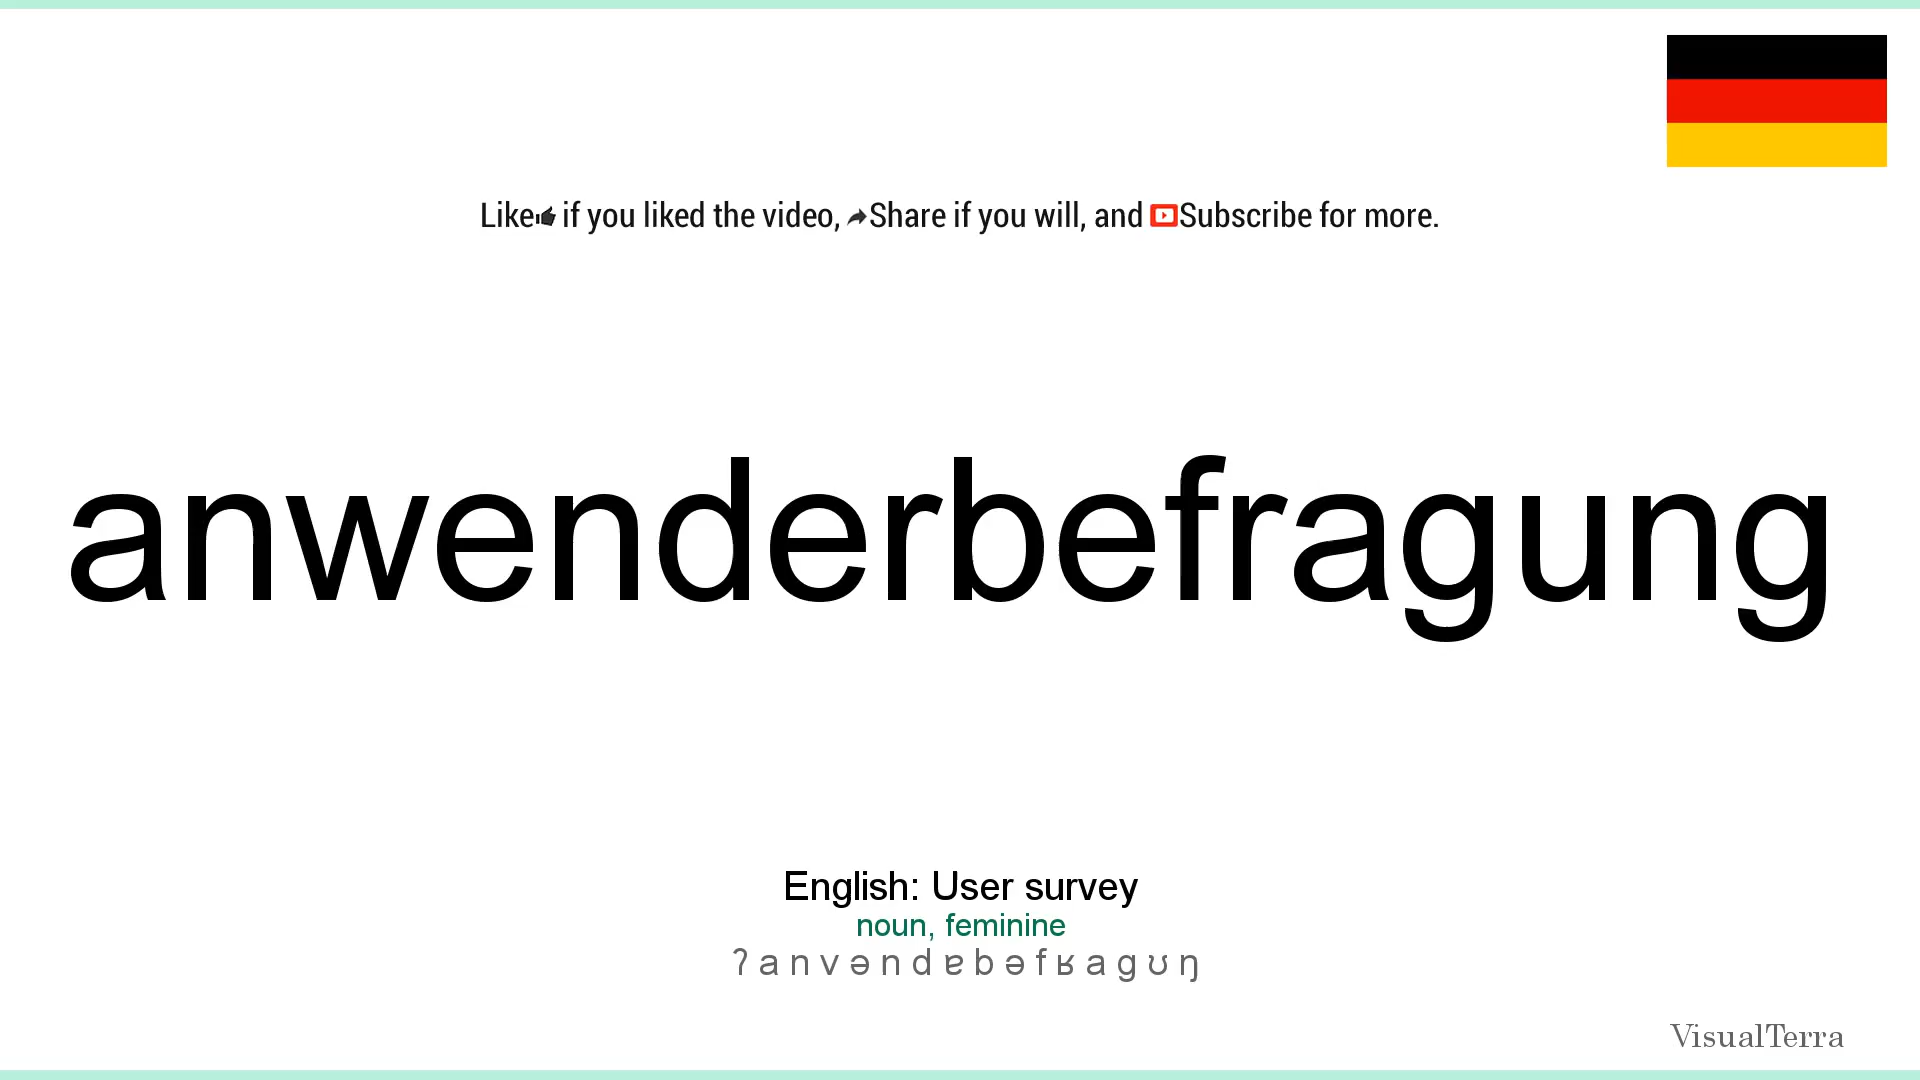 Like if you liked the video, Share if you will, and Subscribe for more.
anwenderbefragung
English: User survey
noun, feminine
ʔ a n v ə n d ɐ b ə f ʁ a g ʊ ŋ
VisualTerra